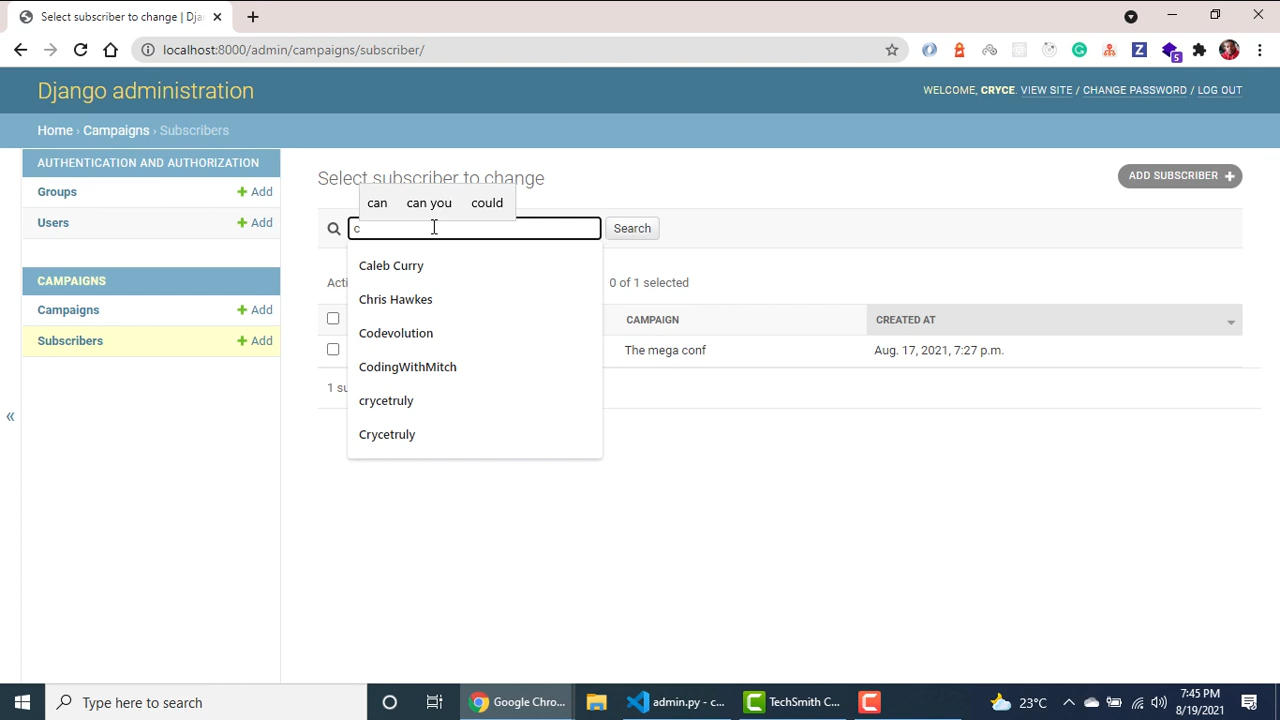 Select subscriber to change | Dja
localhost:8000/admin/campaigns/subscriber/
5
Django administration
WELCOME, CRYCE. VIEW SITE / CHANGE PASSWORD / LOG OUT
Home › Campaigns › Subscribers
AUTHENTICATION AND AUTHORIZATION
Groups
Add
Users
Add
CAMPAIGNS
Campaigns
Add
Subscribers
Add
«
Select subscriber to change
ADD SUBSCRIBER
can can you could
c
Search
Caleb Curry
Chris Hawkes
Codevolution
CodingWithMitch
crycetruly
Crycetruly
Acti
0 of 1 selected
CAMPAIGN
CREATED AT
The mega conf
Aug. 17, 2021, 7:27 p.m.
1 su
Type here to search
Google Chro...
admin.py - c...
TechSmith C...
23°C
7:45 PM
8/19/2021